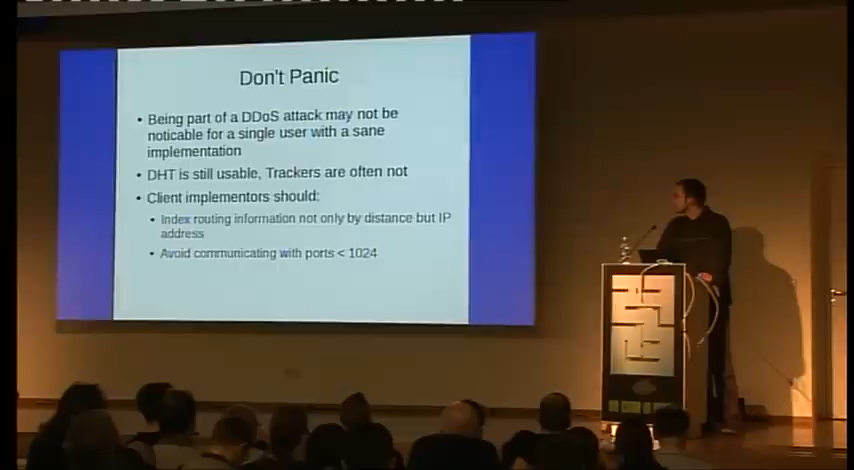 Don't Panic
• Being part of a DDoS attack may not be
noticable for a single user with a sane
implementation
• DHT is still usable, Trackers are often not
• Client implementors should:
• Index routing information not only by distance but IP
address
• Avoid communicating with ports < 1024